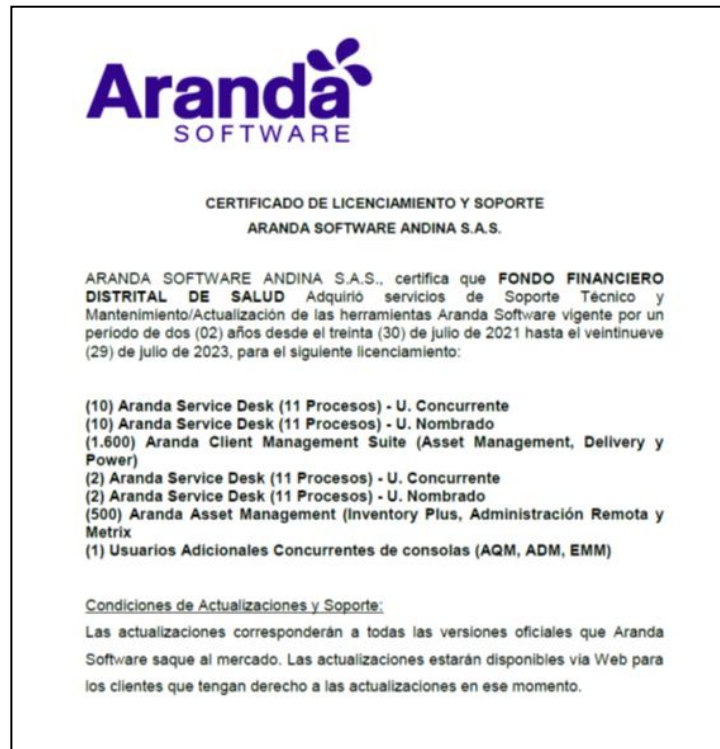 Aranda
SOFTWARE
CERTIFICADO DE LICENCIAMIENTO Y SOPORTE
ARANDA SOFTWARE ANDINA S.A.S.
ARANDA SOFTWARE ANDINA S.A.S., certifica que FONDO FINANCIERO
DISTRITAL DE SALUD Adquirió servicios de Soporte Técnico y
Mantenimiento/Actualización de las herramientas Aranda Software vigente por un
período de dos (02) años desde el treinta (30) de julio de 2021 hasta el veintinueve
(29) de julio de 2023, para el siguiente licenciamiento:
(10) Aranda Service Desk (11 Procesos) - U. Concurrente
(10) Aranda Service Desk (11 Procesos) - U. Nombrado
(1.600) Aranda Client Management Suite (Asset Management, Delivery y
Power)
(2) Aranda Service Desk (11 Procesos) - U. Concurrente
(2) Aranda Service Desk (11 Procesos) - U. Nombrado
(500) Aranda Asset Management (Inventory Plus, Administración Remota y
Metrix
(1) Usuarios Adicionales Concurrentes de consolas (AQM, ADM, EMM)
Condiciones de Actualizaciones y Soporte:
Las actualizaciones corresponderán a todas las versiones oficiales que Aranda
Software saque al mercado. Las actualizaciones estarán disponibles vía Web para
los clientes que tengan derecho a las actualizaciones en ese momento.